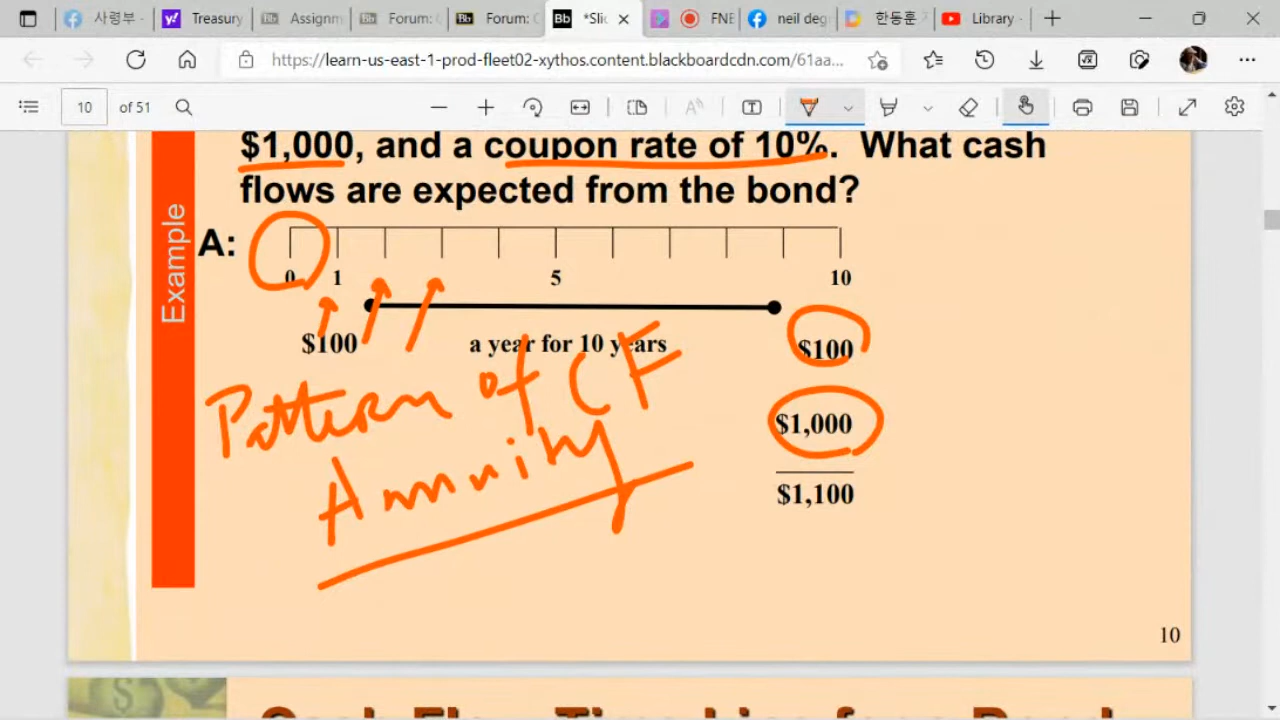 사령부 -
Treasury
Assignm
Forum: (
Forum: (
*Slic
FNE
neil deg
한동훈
Library -
https://learn-us-east-1-prod-fleet02-xythos.content.blackboardcdn.com/61aa...
10 of 51
$1,000, and a coupon rate of 10%. What cash
flows are expected from the bond?
Example
A:
0 1 5 10
$100 a year for 10 years $100
Pattern of CF
$1,000
Annuity
$1,100
10